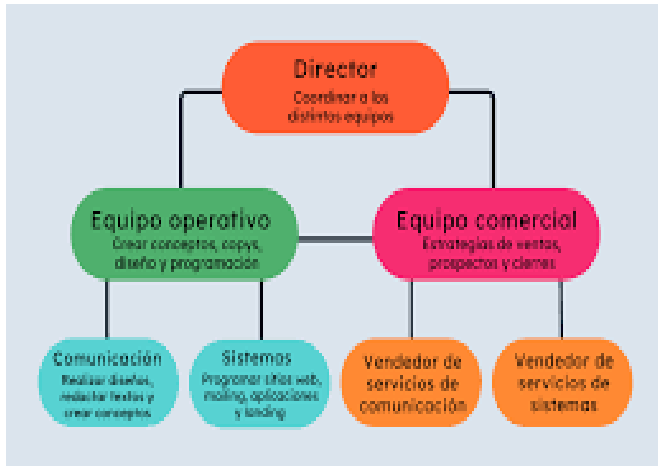 Director
Coordinar a los
distintos equipos
Equipo operativo
Crear conceptos, copys,
diseño y programación
Equipo comercial
Estrategias de ventas,
prospectos y cierres
Comunicación
Realizar diseños,
redactar textos y
crear conceptos
Sistemas
Programar sitios web,
mailing, aplicaciones
y landing
Vendedor de
servicios de
comunicación
Vendedor de
servicios de
sistemas